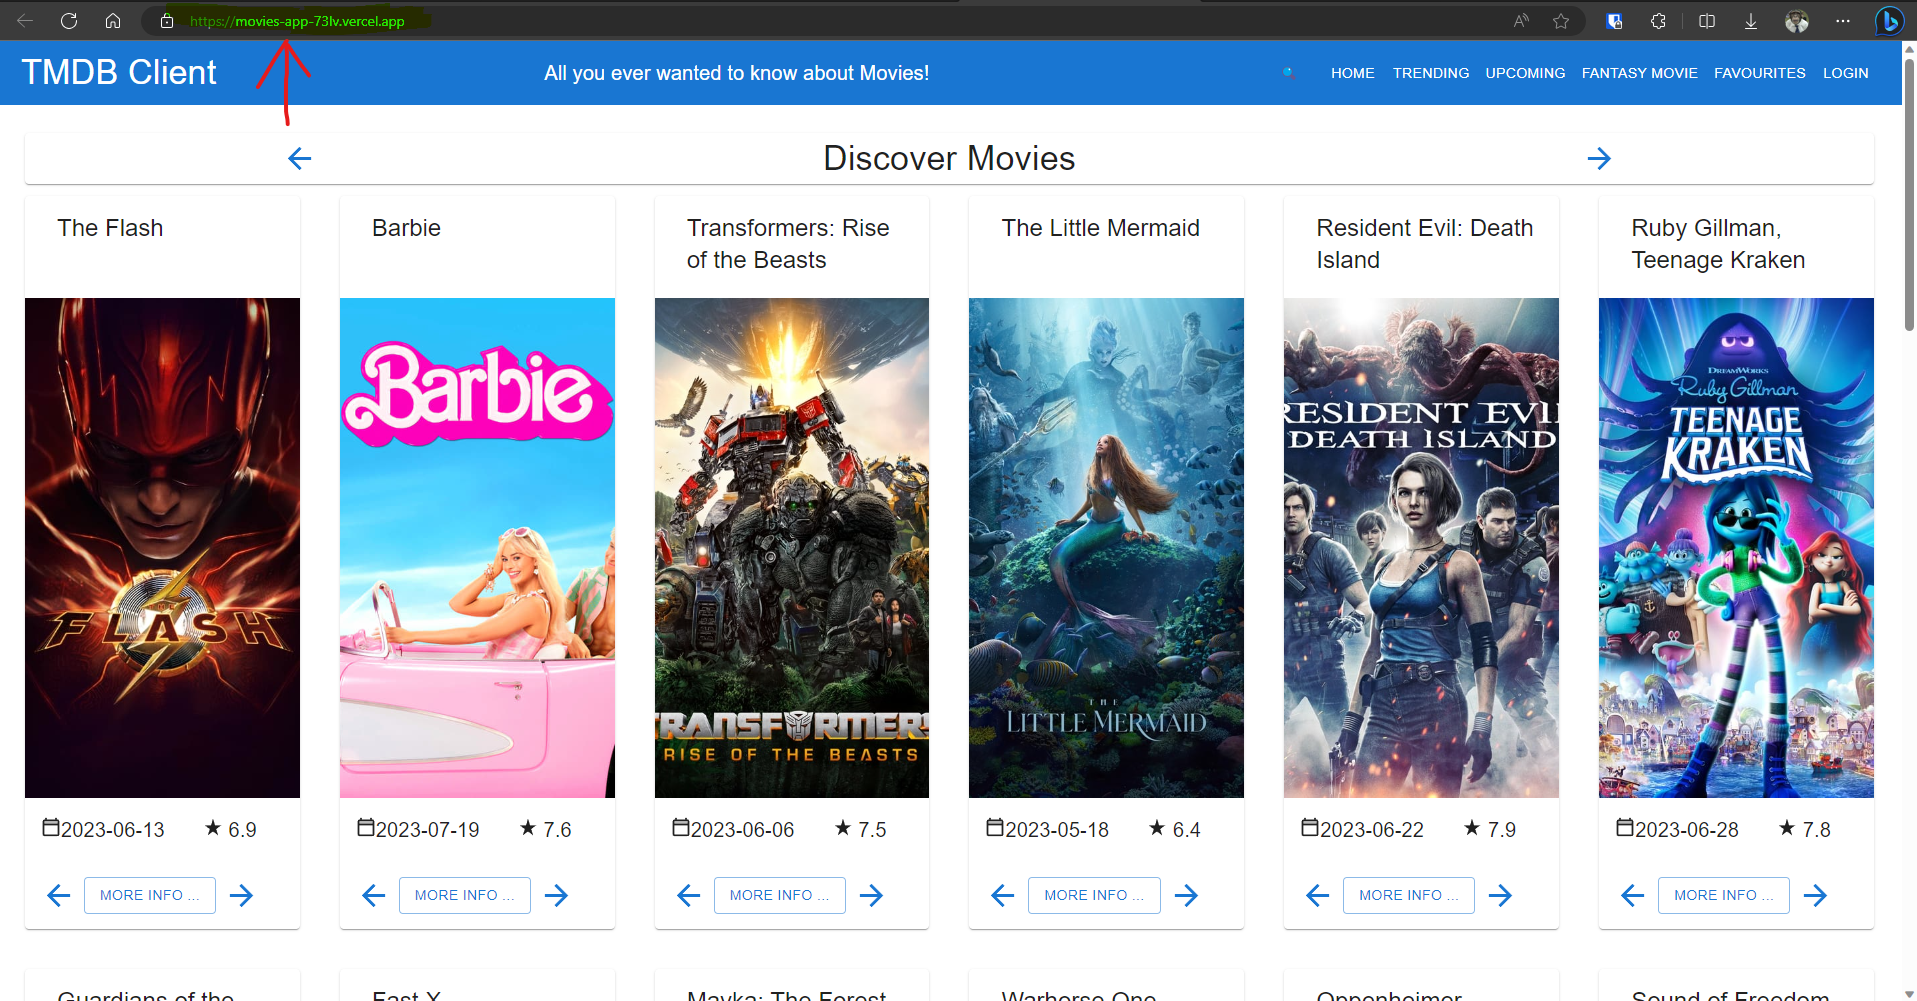 https://movies-app-73lv.vercel.app
TMDB Client
All you ever wanted to know about Movies!
HOME TRENDING UPCOMING FANTASY MOVIE FAVOURITES LOGIN
Discover Movies
The Flash
THE FLASH
2023-06-13 ★ 6.9
MORE INFO ...
Barbie
Barbie
2023-07-19 ★ 7.6
MORE INFO ...
Transformers: Rise
of the Beasts
TRANSFORMERS
RISE OF THE BEASTS
2023-06-06 ★ 7.5
MORE INFO ...
The Little Mermaid
THE
LITTLE MERMAID
2023-05-18 ★ 6.4
MORE INFO ...
Resident Evil: Death
Island
RESIDENT EVIL
DEATH ISLAND
2023-06-22 ★ 7.9
MORE INFO ...
Ruby Gillman,
Teenage Kraken
DREAMWORKS
Ruby Gillman
TEENAGE
KRAKEN
2023-06-28 ★ 7.8
MORE INFO ...
Guardians of the
Fast X
Mavka: The Forest
Warhorse One
Oppenheimer
Sound of Freedom